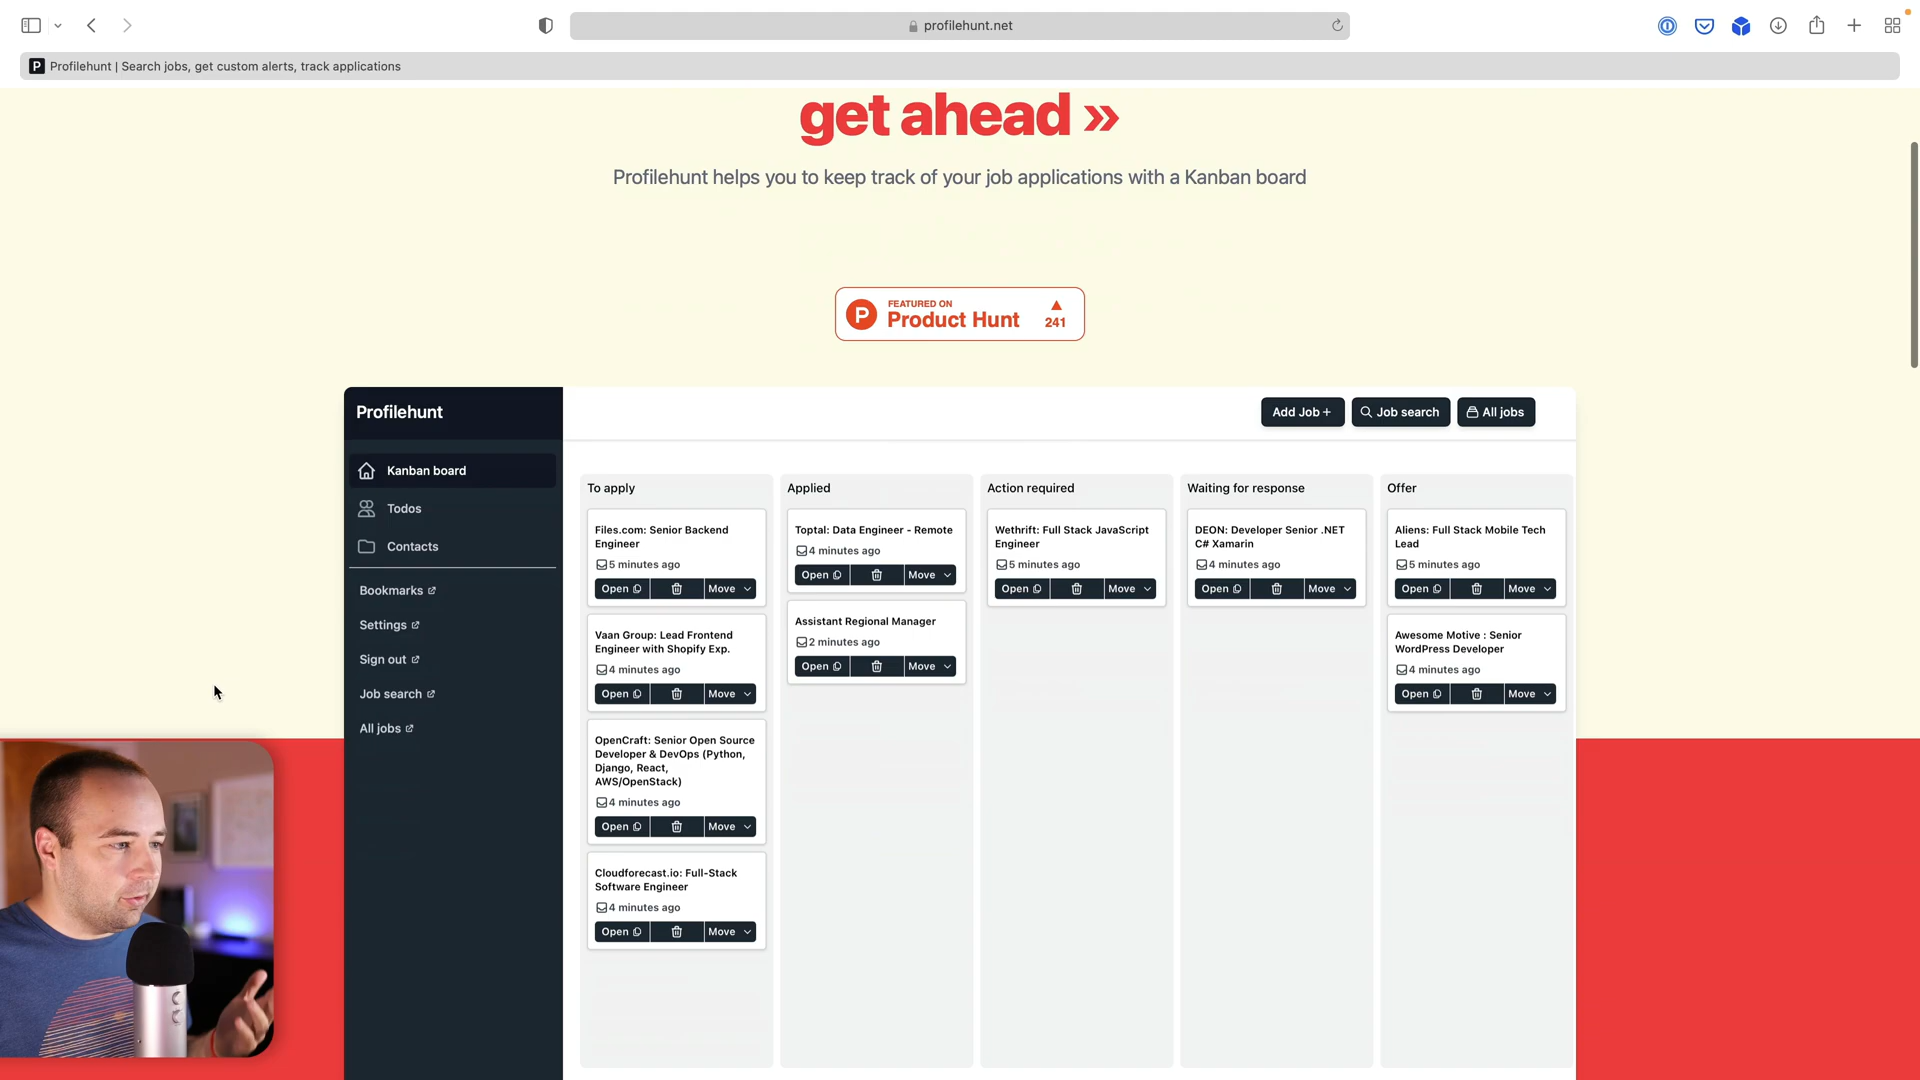 profilehunt.net
P Profilehunt | Search jobs, get custom alerts, track applications
get ahead »
Profilehunt helps you to keep track of your job applications with a Kanban board
P
FEATURED ON
Product Hunt
241
Profilehunt
Add Job +
Job search
All jobs
Kanban board
Todos
Contacts
Bookmarks
Settings
Sign out
Job search
All jobs
To apply
Files.com: Senior Backend
Engineer
5 minutes ago
Open
Move
Vaan Group: Lead Frontend
Engineer with Shopify Exp.
4 minutes ago
Open
Move
OpenCraft: Senior Open Source
Developer & DevOps (Python,
Django, React,
AWS/OpenStack)
4 minutes ago
Open
Move
Cloudforecast.io: Full-Stack
Software Engineer
4 minutes ago
Open
Move
Applied
Toptal: Data Engineer - Remote
4 minutes ago
Open
Move
Assistant Regional Manager
2 minutes ago
Open
Move
Action required
Wethrift: Full Stack JavaScript
Engineer
5 minutes ago
Open
Move
Waiting for response
DEON: Developer Senior .NET
C# Xamarin
4 minutes ago
Open
Move
Offer
Aliens: Full Stack Mobile Tech
Lead
5 minutes ago
Open
Move
Awesome Motive : Senior
WordPress Developer
4 minutes ago
Open
Move